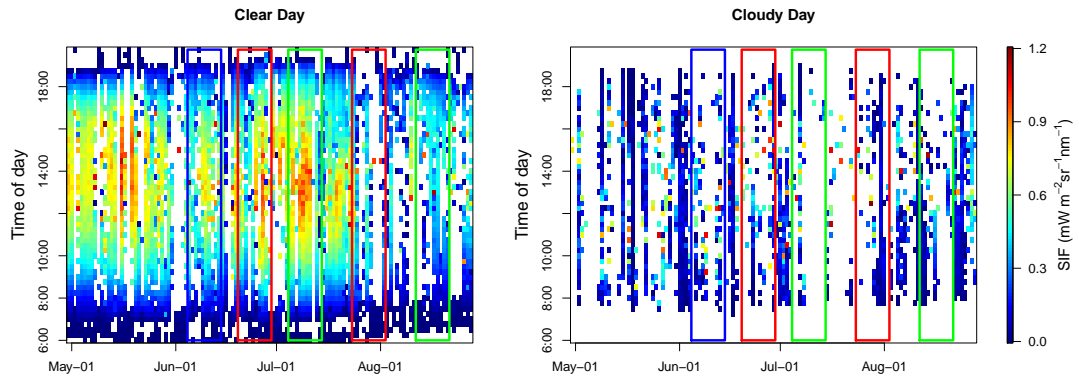 Clear Day
Time of day
18:00
14:00
10:00
8:00
6:00
May−01
Jun−01
Jul−01
Aug−01
Cloudy Day
Time of day
18:00
14:00
10:00
8:00
6:00
May−01
Jun−01
Jul−01
Aug−01
1.2
0.9
0.6
0.3
0.0
SIF (mW m⁻²sr⁻¹nm⁻¹)